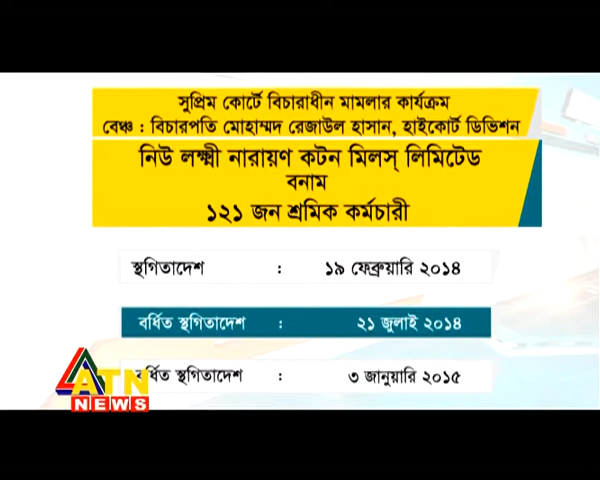 সুপ্রিম কোর্টে বিচারাধীন মামলার কার্যক্রম
বেঞ্চ : বিচারপতি মোহাম্মদ রেজাউল হাসান, হাইকোর্ট ডিভিশন
নিউ লক্ষ্মী নারায়ণ কটন মিলস্ লিমিটেড
বনাম
১২১ জন শ্রমিক কর্মচারী
স্থগিতাদেশ : ১৯ ফেব্রুয়ারি ২০১৪
বর্ধিত স্থগিতাদেশ : ২১ জুলাই ২০১৪
বর্ধিত স্থগিতাদেশ : ৩ জানুয়ারি ২০১৫
ATN
NEWS